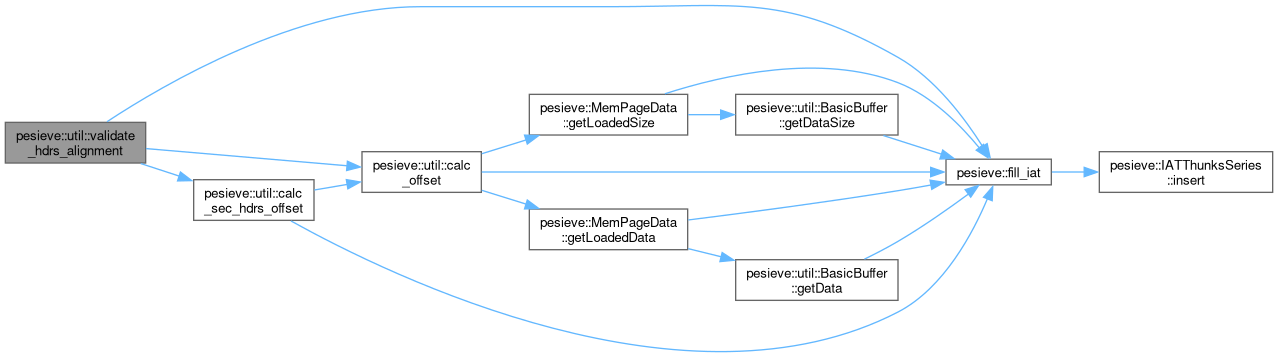 pesieve::util::validate
_hdrs_alignment
pesieve::util::calc
_sec_hdrs_offset
pesieve::util::calc
_offset
pesieve::MemPageData
::getLoadedSize
pesieve::MemPageData
::getLoadedData
pesieve::util::BasicBuffer
::getDataSize
pesieve::util::BasicBuffer
::getData
pesieve::fill_iat
pesieve::IATThunksSeries
::insert